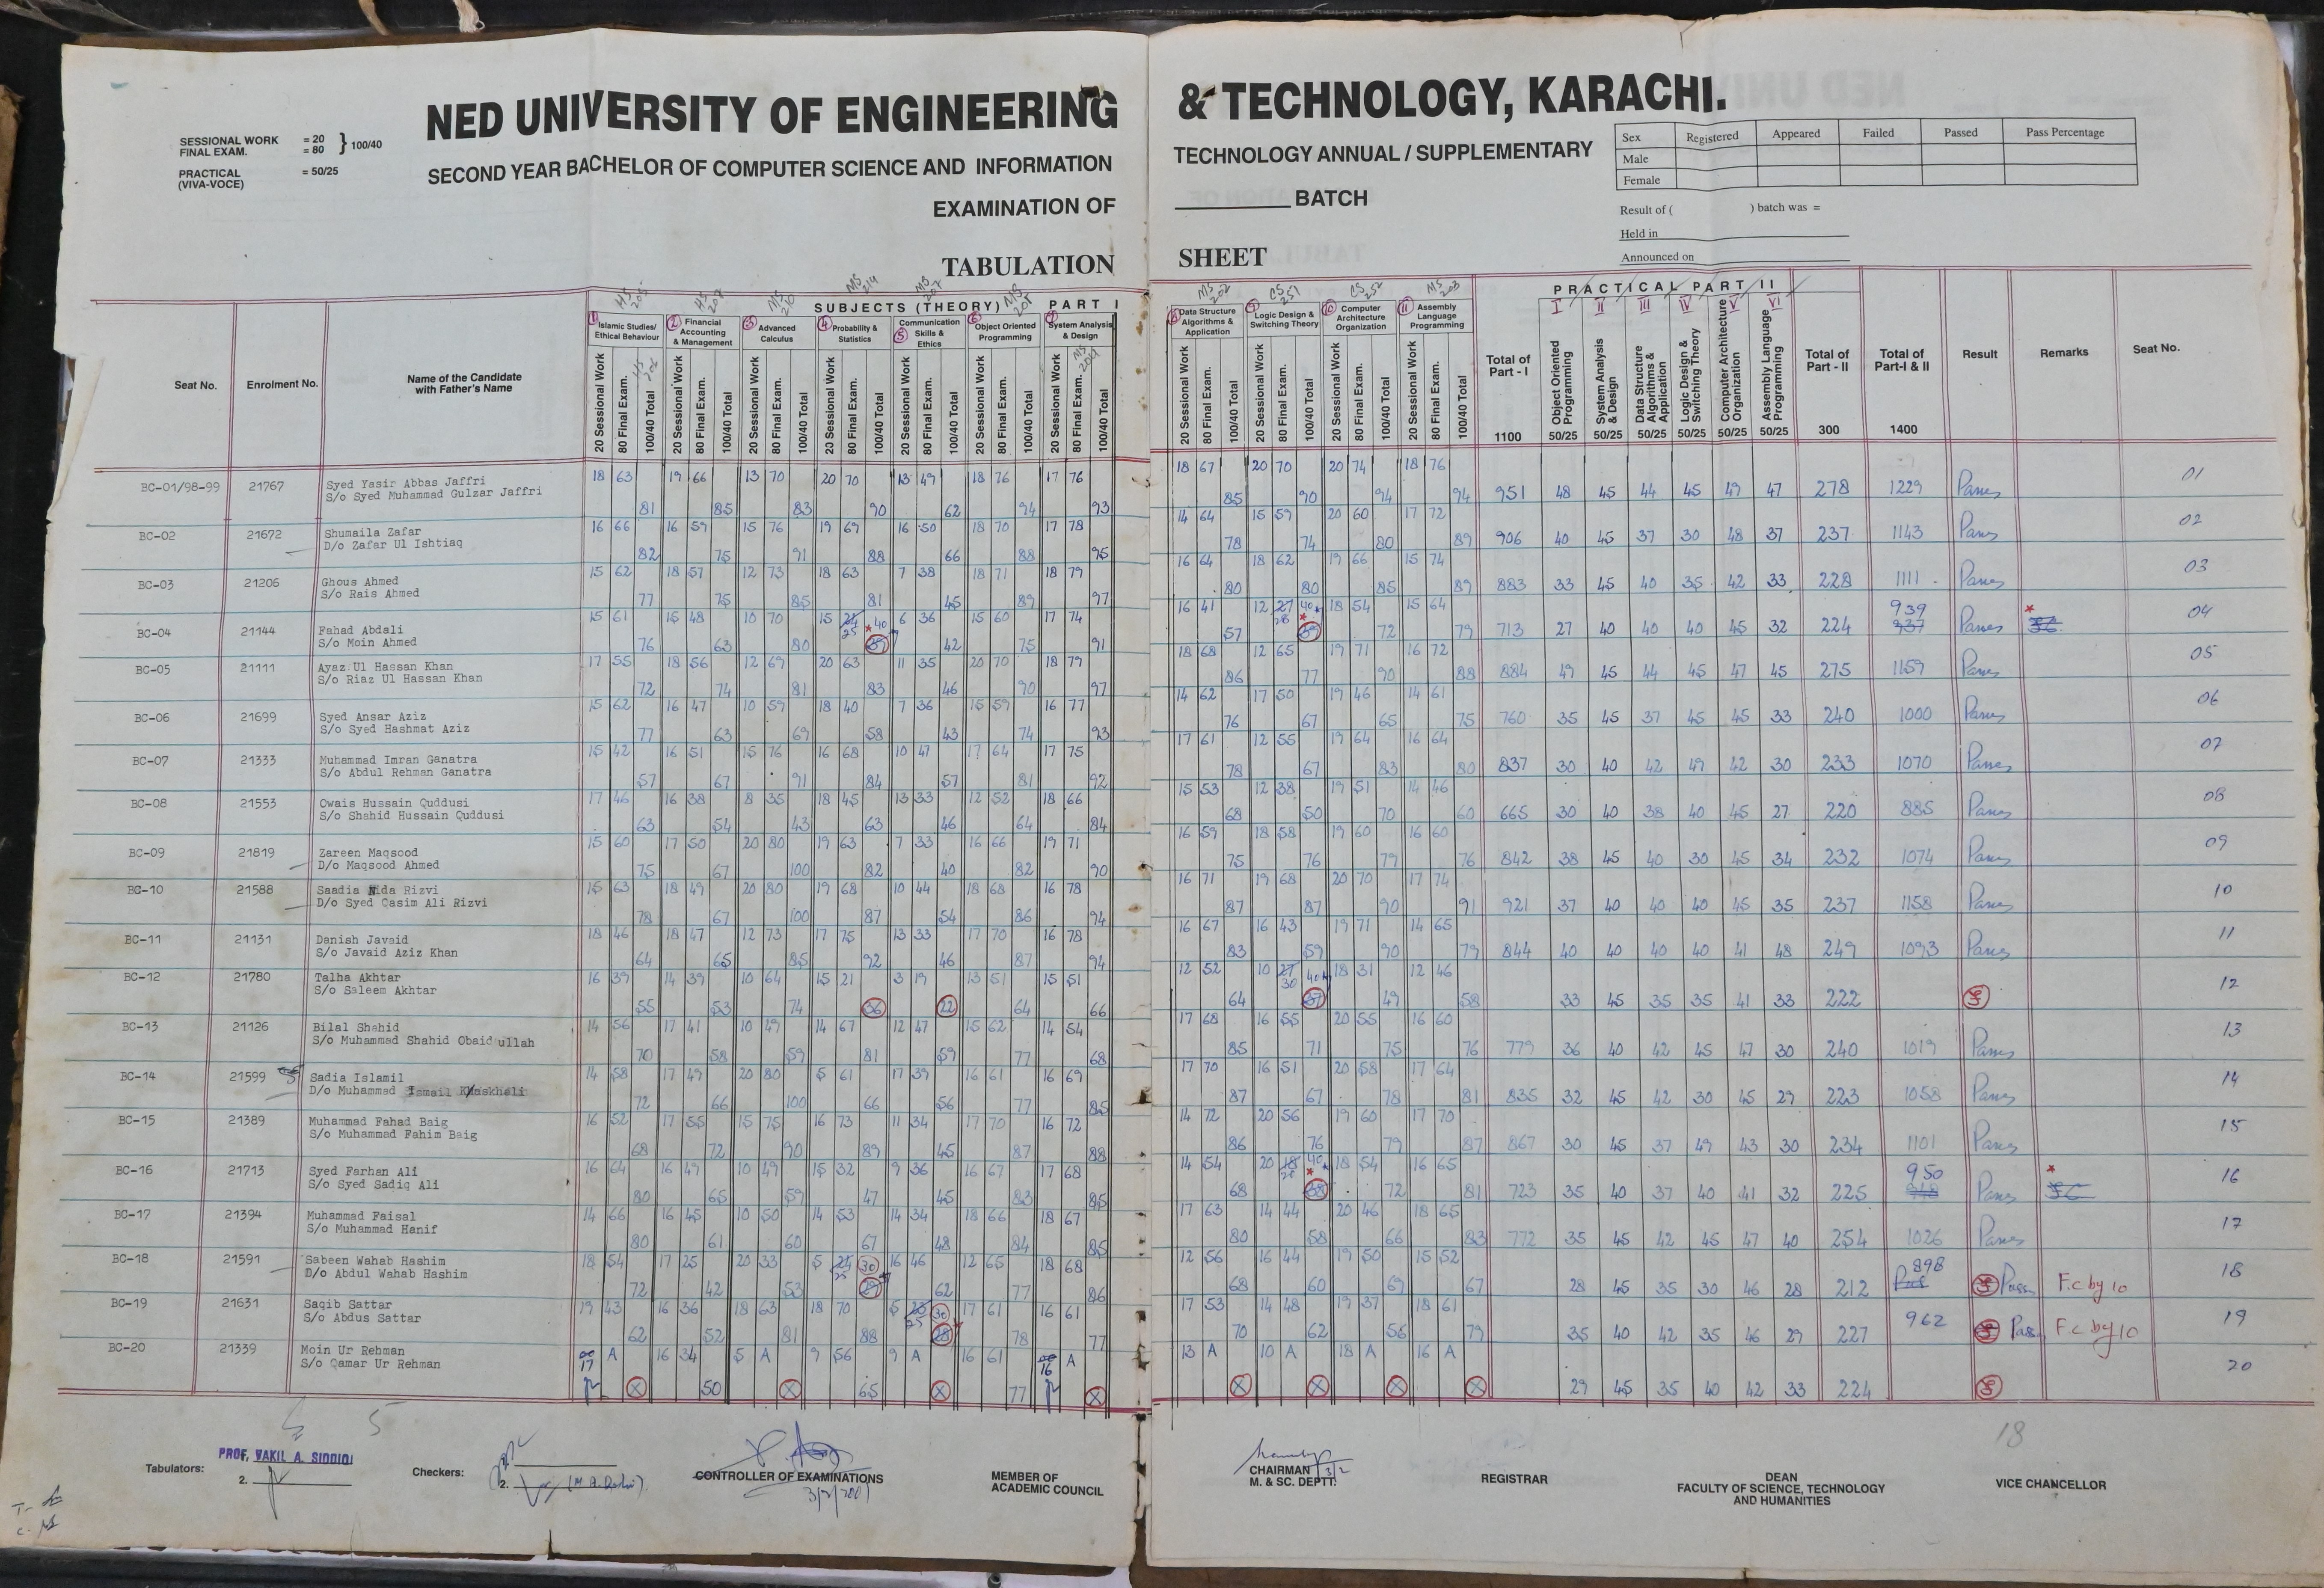 NED UNIVERSITY OF ENGINEERING & TECHNOLOGY, KARACHI.
SESSIONAL WORK = 20
FINAL EXAM. = 80 } 100/40
PRACTICAL = 50/25
(VIVA-VOCE)
SECOND YEAR BACHELOR OF COMPUTER SCIENCE AND INFORMATION TECHNOLOGY ANNUAL / SUPPLEMENTARY
EXAMINATION OF ________ BATCH
TABULATION SHEET
Sex Registered Appeared Failed Passed Pass Percentage
Male
Female
Result of ( ) batch was =
Held in
Announced on
SUBJECTS (THEORY) PART I
PRACTICAL PART II
Seat No. Enrolment No. Name of the Candidate with Father's Name
1 Islamic Studies/ Ethical Behaviour
2 Financial Accounting & Management
3 Advanced Calculus
4 Probability & Statistics
5 Communication Skills & Ethics
6 Object Oriented Programming
7 System Analysis & Design
Data Structure Algorithms & Application
Logic Design & Switching Theory
10 Computer Architecture Organization
11 Assembly Language Programming
20 Sessional Work 80 Final Exam. 100/40 Total
Total of Part - I 1100
I Object Oriented Programming 50/25
II System Analysis & Design 50/25
III Data Structure Algorithms & Application 50/25
IV Logic Design & Switching Theory 50/25
V Computer Architecture Organization 50/25
VI Assembly Language Programming 50/25
Total of Part - II 300
Total of Part-I & II 1400
Result Remarks Seat No.
BC-01/98-99 21767 Syed Yasir Abbas Jaffri S/o Syed Muhammad Gulzar Jaffri 18 63 81 19 66 85 13 70 83 20 70 90 13 49 62 18 76 94 17 76 93 18 67 85 20 70 90 20 74 94 18 76 94 951 48 45 44 45 49 47 278 1229 Passes 01
BC-02 21672 Shumaila Zafar D/o Zafar Ul Ishtiaq 16 66 82 16 59 75 15 76 91 19 69 88 16 50 66 18 70 88 17 78 95 14 64 78 15 59 74 20 60 80 17 72 89 906 40 45 37 30 48 37 237 1143 Passes 02
BC-03 21206 Ghous Ahmed S/o Rais Ahmed 15 62 77 18 57 75 12 73 85 18 63 81 7 38 45 18 71 89 18 79 97 16 64 80 18 62 80 19 66 85 15 74 89 883 33 45 40 35 42 33 228 1111 Passes 03
BC-04 21144 Fahad Abdali S/o Moin Ahmed 15 61 76 15 48 63 10 70 80 15 25 40 6 36 42 15 60 75 17 74 91 16 41 57 12 27 28 40 18 54 72 15 64 79 713 27 40 40 40 45 32 224 939 937 Passes 04
BC-05 21111 Ayaz Ul Hassan Khan S/o Riaz Ul Hassan Khan 17 55 72 18 56 74 12 69 81 20 63 83 11 35 46 20 70 90 18 79 97 18 68 86 12 65 77 19 71 90 16 72 88 884 49 45 44 45 47 45 275 1159 Passes 05
BC-06 21699 Syed Ansar Aziz S/o Syed Hashmat Aziz 15 62 77 16 47 63 10 59 69 18 40 58 7 36 43 15 59 74 16 77 93 14 62 76 17 50 67 19 46 65 14 61 75 760 35 45 37 45 45 33 240 1000 Passes 06
BC-07 21333 Muhammad Imran Ganatra S/o Abdul Rehman Ganatra 15 42 57 16 51 67 15 76 91 16 68 84 10 47 57 17 64 81 17 75 92 17 61 78 12 55 67 19 64 83 16 64 80 837 30 40 42 49 42 30 233 1070 Passes 07
BC-08 21553 Owais Hussain Quddusi S/o Shahid Hussain Quddusi 17 46 63 16 38 54 8 35 43 18 45 63 13 33 46 12 52 64 18 66 84 15 53 68 12 38 50 19 51 70 14 46 60 665 30 40 38 40 45 27 220 885 Passes 08
BC-09 21819 Zareen Maqsood D/o Maqsood Ahmed 15 60 75 17 50 67 20 80 100 19 63 82 7 33 40 16 66 82 19 71 90 16 59 75 18 58 76 19 60 79 16 60 76 842 38 45 40 30 45 34 232 1074 Passes 09
BC-10 21588 Saadia Nida Rizvi D/o Syed Qasim Ali Rizvi 15 63 78 18 49 67 20 80 100 19 68 87 10 44 54 18 68 86 16 78 94 16 71 87 19 68 87 20 70 90 17 74 91 921 37 40 40 40 45 35 237 1158 Passes 10
BC-11 21131 Danish Javaid S/o Javaid Aziz Khan 18 46 64 18 47 65 12 73 85 17 75 92 13 33 46 17 70 87 16 78 94 16 67 83 16 43 59 19 71 90 14 65 79 844 40 40 40 40 41 48 249 1093 Passes 11
BC-12 21780 Talha Akhtar S/o Saleem Akhtar 16 39 55 14 39 53 10 64 74 15 21 36 3 19 22 13 51 64 15 51 66 12 52 64 10 27 30 40 37 18 31 49 12 46 58 33 45 35 35 41 33 222 12
BC-13 21126 Bilal Shahid S/o Muhammad Shahid Obaid ullah 14 56 70 17 41 58 10 49 59 14 67 81 12 47 59 15 62 77 14 54 68 17 68 85 16 55 71 20 55 75 16 60 76 779 36 40 42 45 47 30 240 1019 Passes 13
BC-14 21599 Sadia Islamil D/o Muhammad Ismail Khaskheli 14 58 72 17 49 66 20 80 100 5 61 66 17 39 56 16 61 77 16 69 85 17 70 87 16 51 67 20 58 78 17 64 81 835 32 45 42 30 45 29 223 1058 Passes 14
BC-15 21389 Muhammad Fahad Baig S/o Muhammad Fahim Baig 16 52 68 17 55 72 15 75 90 16 73 89 11 34 45 17 70 87 16 72 88 14 72 86 20 56 76 19 60 79 17 70 87 867 30 45 37 49 43 30 234 1101 Passes 15
BC-16 21713 Syed Farhan Ali S/o Syed Sadiq Ali 16 64 80 16 49 65 10 49 59 15 32 47 9 36 45 16 67 83 17 68 85 14 54 68 20 18 40 38 18 54 72 16 65 81 723 35 40 37 40 41 32 225 950 Passes 16
BC-17 21394 Muhammad Faisal S/o Muhammad Hanif 14 66 80 16 45 61 10 50 60 14 53 67 14 34 48 18 66 84 18 67 85 17 63 80 14 44 58 20 46 66 18 65 83 772 35 45 42 45 47 40 254 1026 Passes 17
BC-18 21591 Sabeen Wahab Hashim D/o Abdul Wahab Hashim 18 54 72 17 25 42 20 33 53 5 24 25 30 29 16 46 62 12 65 77 18 68 86 12 56 68 16 44 60 19 50 69 15 52 67 28 45 35 30 46 28 212 898 Pass F.c by 10 18
BC-19 21631 Saqib Sattar S/o Abdus Sattar 19 43 62 16 36 52 18 63 81 18 70 88 5 23 25 30 28 17 61 78 16 61 77 17 53 70 14 48 62 19 37 56 18 61 79 35 40 42 35 46 29 227 962 Pass F.c by 10 19
BC-20 21339 Moin Ur Rehman S/o Qamar Ur Rehman 17 A 16 34 50 5 A 9 56 65 9 A 16 61 77 16 A 13 A 10 A 18 A 16 A 29 45 35 40 42 33 224 20
18
Tabulators: PROF. VAKIL A. SIDDIQI
2.
Checkers:
2.
CONTROLLER OF EXAMINATIONS
3/2/2001
MEMBER OF
ACADEMIC COUNCIL
CHAIRMAN 3/2
M. & SC. DEPTT.
REGISTRAR
DEAN
FACULTY OF SCIENCE, TECHNOLOGY
AND HUMANITIES
VICE CHANCELLOR